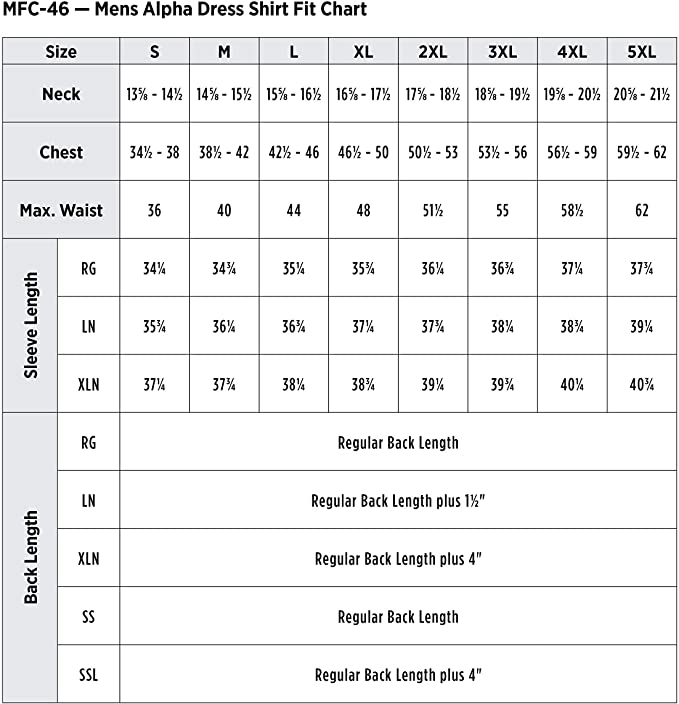 MFC-46 — Mens Alpha Dress Shirt Fit Chart
Size S M L XL 2XL 3XL 4XL 5XL
Neck 13⅝ - 14½ 14⅝ - 15½ 15⅝ - 16½ 16⅝ - 17½ 17⅝ - 18½ 18⅝ - 19½ 19⅝ - 20½ 20⅝ - 21½
Chest 34½ - 38 38½ - 42 42½ - 46 46½ - 50 50½ - 53 53½ - 56 56½ - 59 59½ - 62
Max. Waist 36 40 44 48 51½ 55 58½ 62
Sleeve Length
RG 34¼ 34¾ 35¼ 35¾ 36¼ 36¾ 37¼ 37¾
LN 35¾ 36¼ 36¾ 37¼ 37¾ 38¼ 38¾ 39¼
XLN 37¼ 37¾ 38¼ 38¾ 39¼ 39¾ 40¼ 40¾
Back Length
RG Regular Back Length
LN Regular Back Length plus 1½"
XLN Regular Back Length plus 4"
SS Regular Back Length
SSL Regular Back Length plus 4"